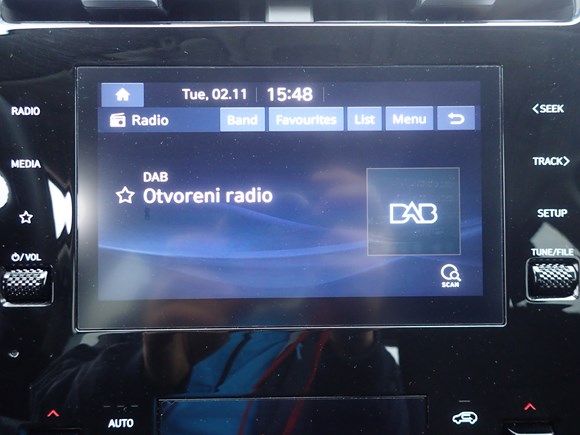 Tue, 02.11 15:48
Radio Band Favourites List Menu
DAB
Otvoreni radio
DAB
SCAN
RADIO
MEDIA
⏻/VOL
<SEEK
TRACK>
SETUP
TUNE/FILE
AUTO